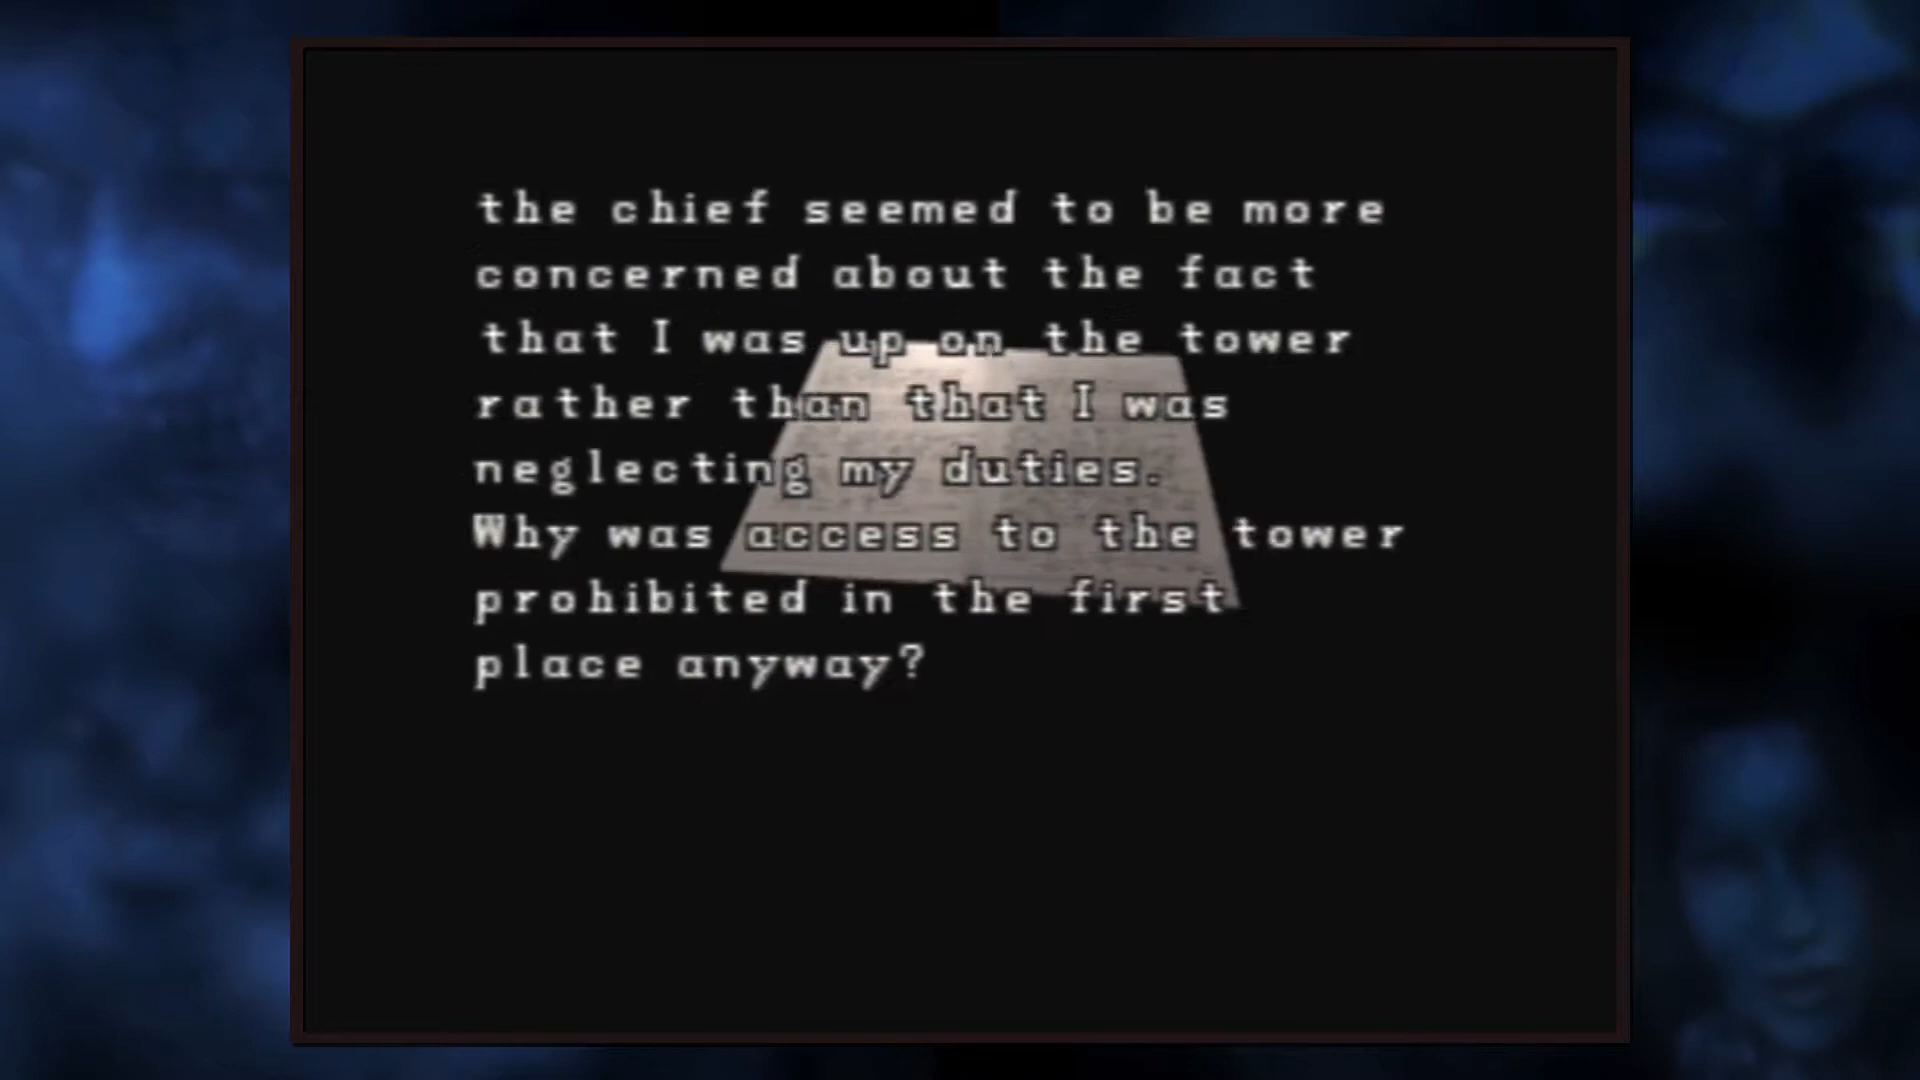 the chief seemed to be more
concerned about the fact
that I was up on the tower
rather than that I was
neglecting my duties.
Why was access to the tower
prohibited in the first
place anyway?